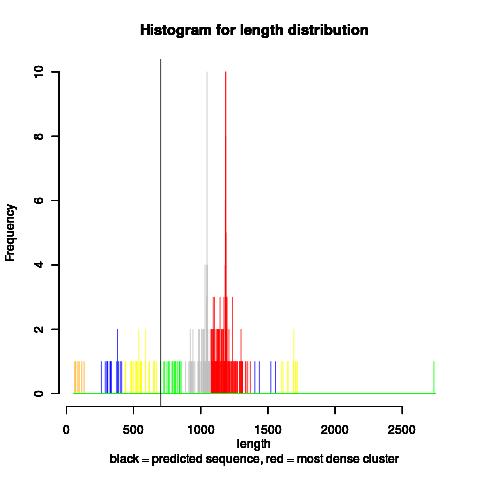 Histogram for length distribution
Frequency
10
8
6
4
2
0
0 500 1000 1500 2000 2500
length
black = predicted sequence, red = most dense cluster